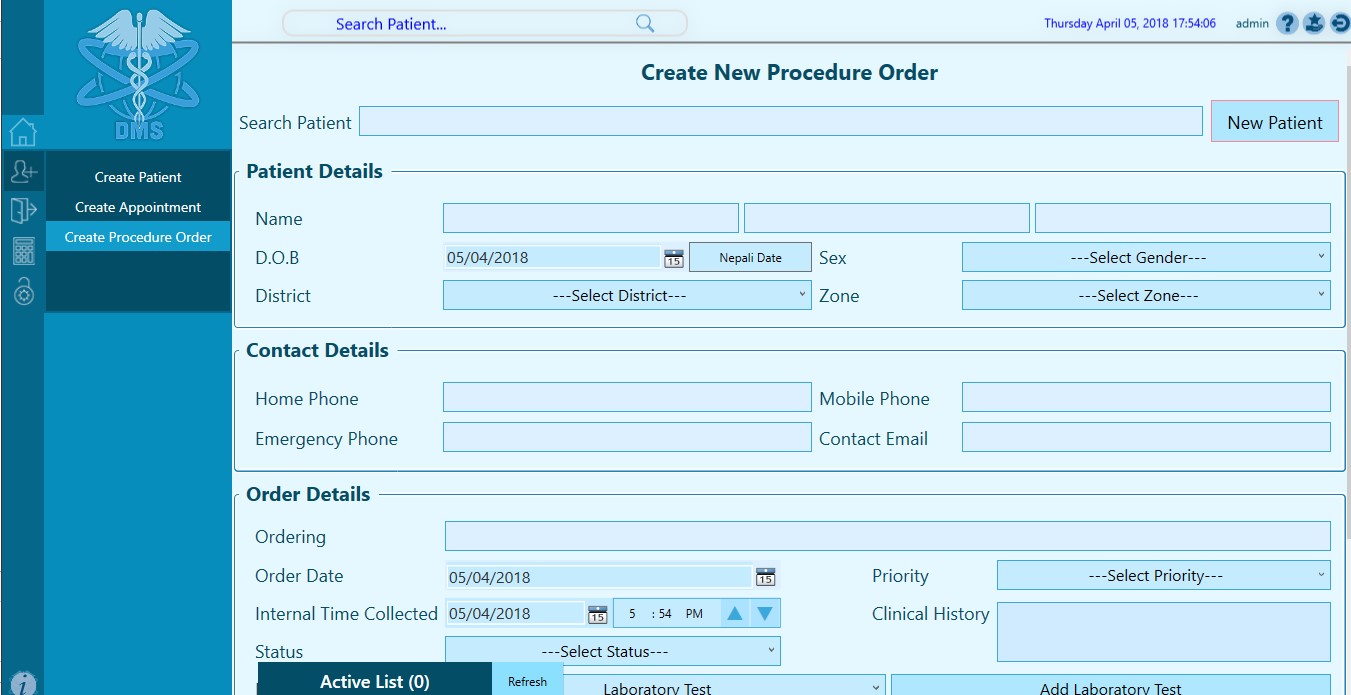 Search Patient...
Thursday April 05, 2018 17:54:06 admin ?
DMS
Create Patient
Create Appointment
Create Procedure Order
Create New Procedure Order
Search Patient
New Patient
Patient Details
Name
D.O.B 05/04/2018 15 Nepali Date Sex ---Select Gender---
District ---Select District--- Zone ---Select Zone---
Contact Details
Home Phone Mobile Phone
Emergency Phone Contact Email
Order Details
Ordering
Order Date 05/04/2018 15 Priority ---Select Priority---
Internal Time Collected 05/04/2018 15 5 : 54 PM Clinical History
Status ---Select Status---
Active List (0) Refresh Laboratory Test Add Laboratory Test
i